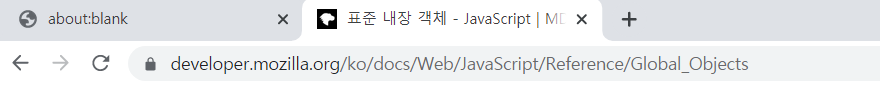 about:blank
표준 내장 객체 - JavaScript | MD
developer.mozilla.org/ko/docs/Web/JavaScript/Reference/Global_Objects